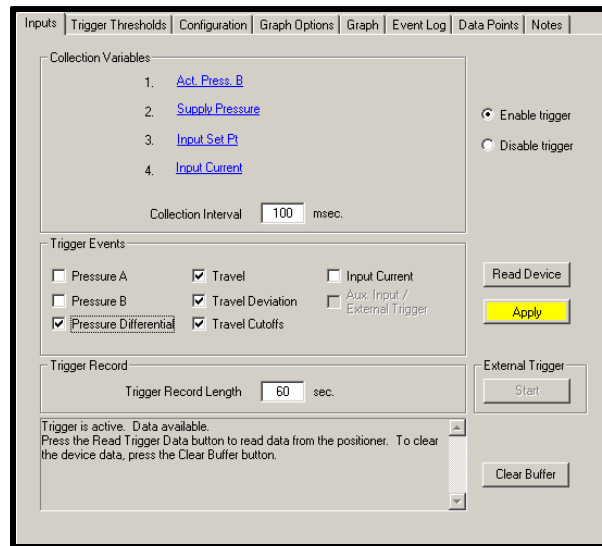 Inputs Trigger Thresholds Configuration Graph Options Graph Event Log Data Points Notes
Collection Variables
1. Act. Press. B
2. Supply Pressure
3. Input Set Pt
4. Input Current
Collection Interval 100 msec.
Enable trigger
Disable trigger
Trigger Events
Pressure A Travel Input Current
Pressure B Travel Deviation Aux. Input /
External Trigger
Pressure Differential Travel Cutoffs
Read Device
Apply
Trigger Record
Trigger Record Length 60 sec.
External Trigger
Start
Trigger is active. Data available.
Press the Read Trigger Data button to read data from the positioner. To clear
the device data, press the Clear Buffer button.
Clear Buffer